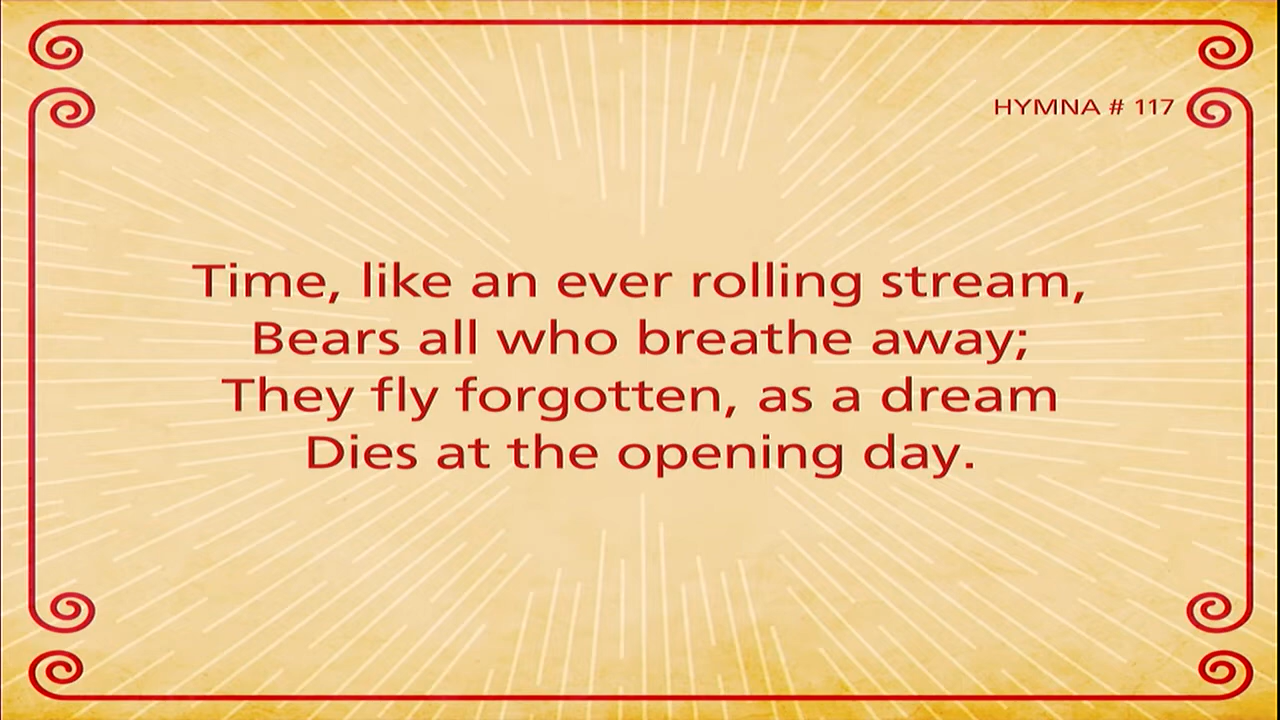 HYMNA # 117
Time, like an ever rolling stream,
Bears all who breathe away;
They fly forgotten, as a dream
Dies at the opening day.